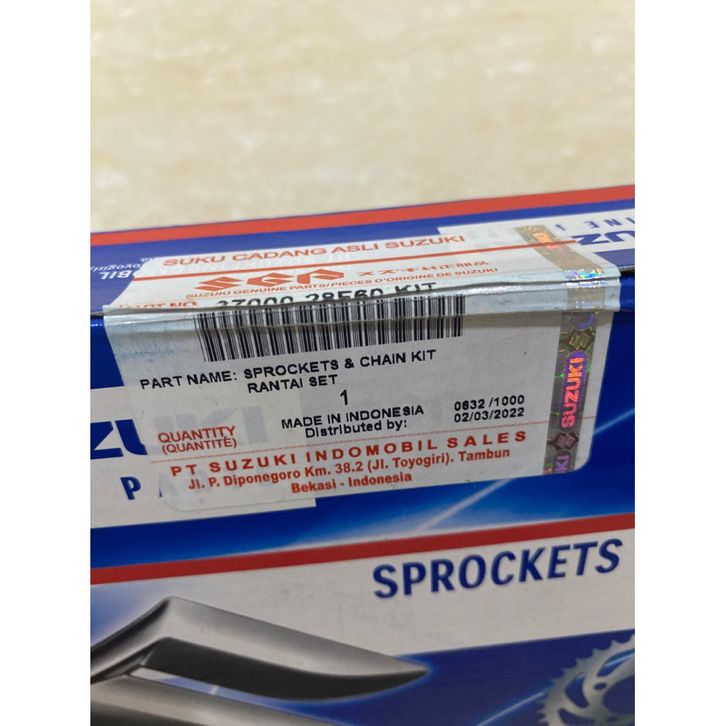 SUKU CADANG ASLI SUZUKI
SUZUKI GENUINE PARTS/PIECES D'ORIGINE DE SUZUKI
KIT
PART NAME: SPROCKETS & CHAIN KIT
RANTAI SET
1
QUANTITY
(QUANTITÉ)
MADE IN INDONESIA
Distributed by:
0632 /1000
02/03/2022
PT SUZUKI INDOMOBIL SALES
Jl. P. Diponegoro Km. 38.2 (Jl. Toyogiri). Tambun
Bekasi - Indonesia
SUZUKI
SPROCKETS